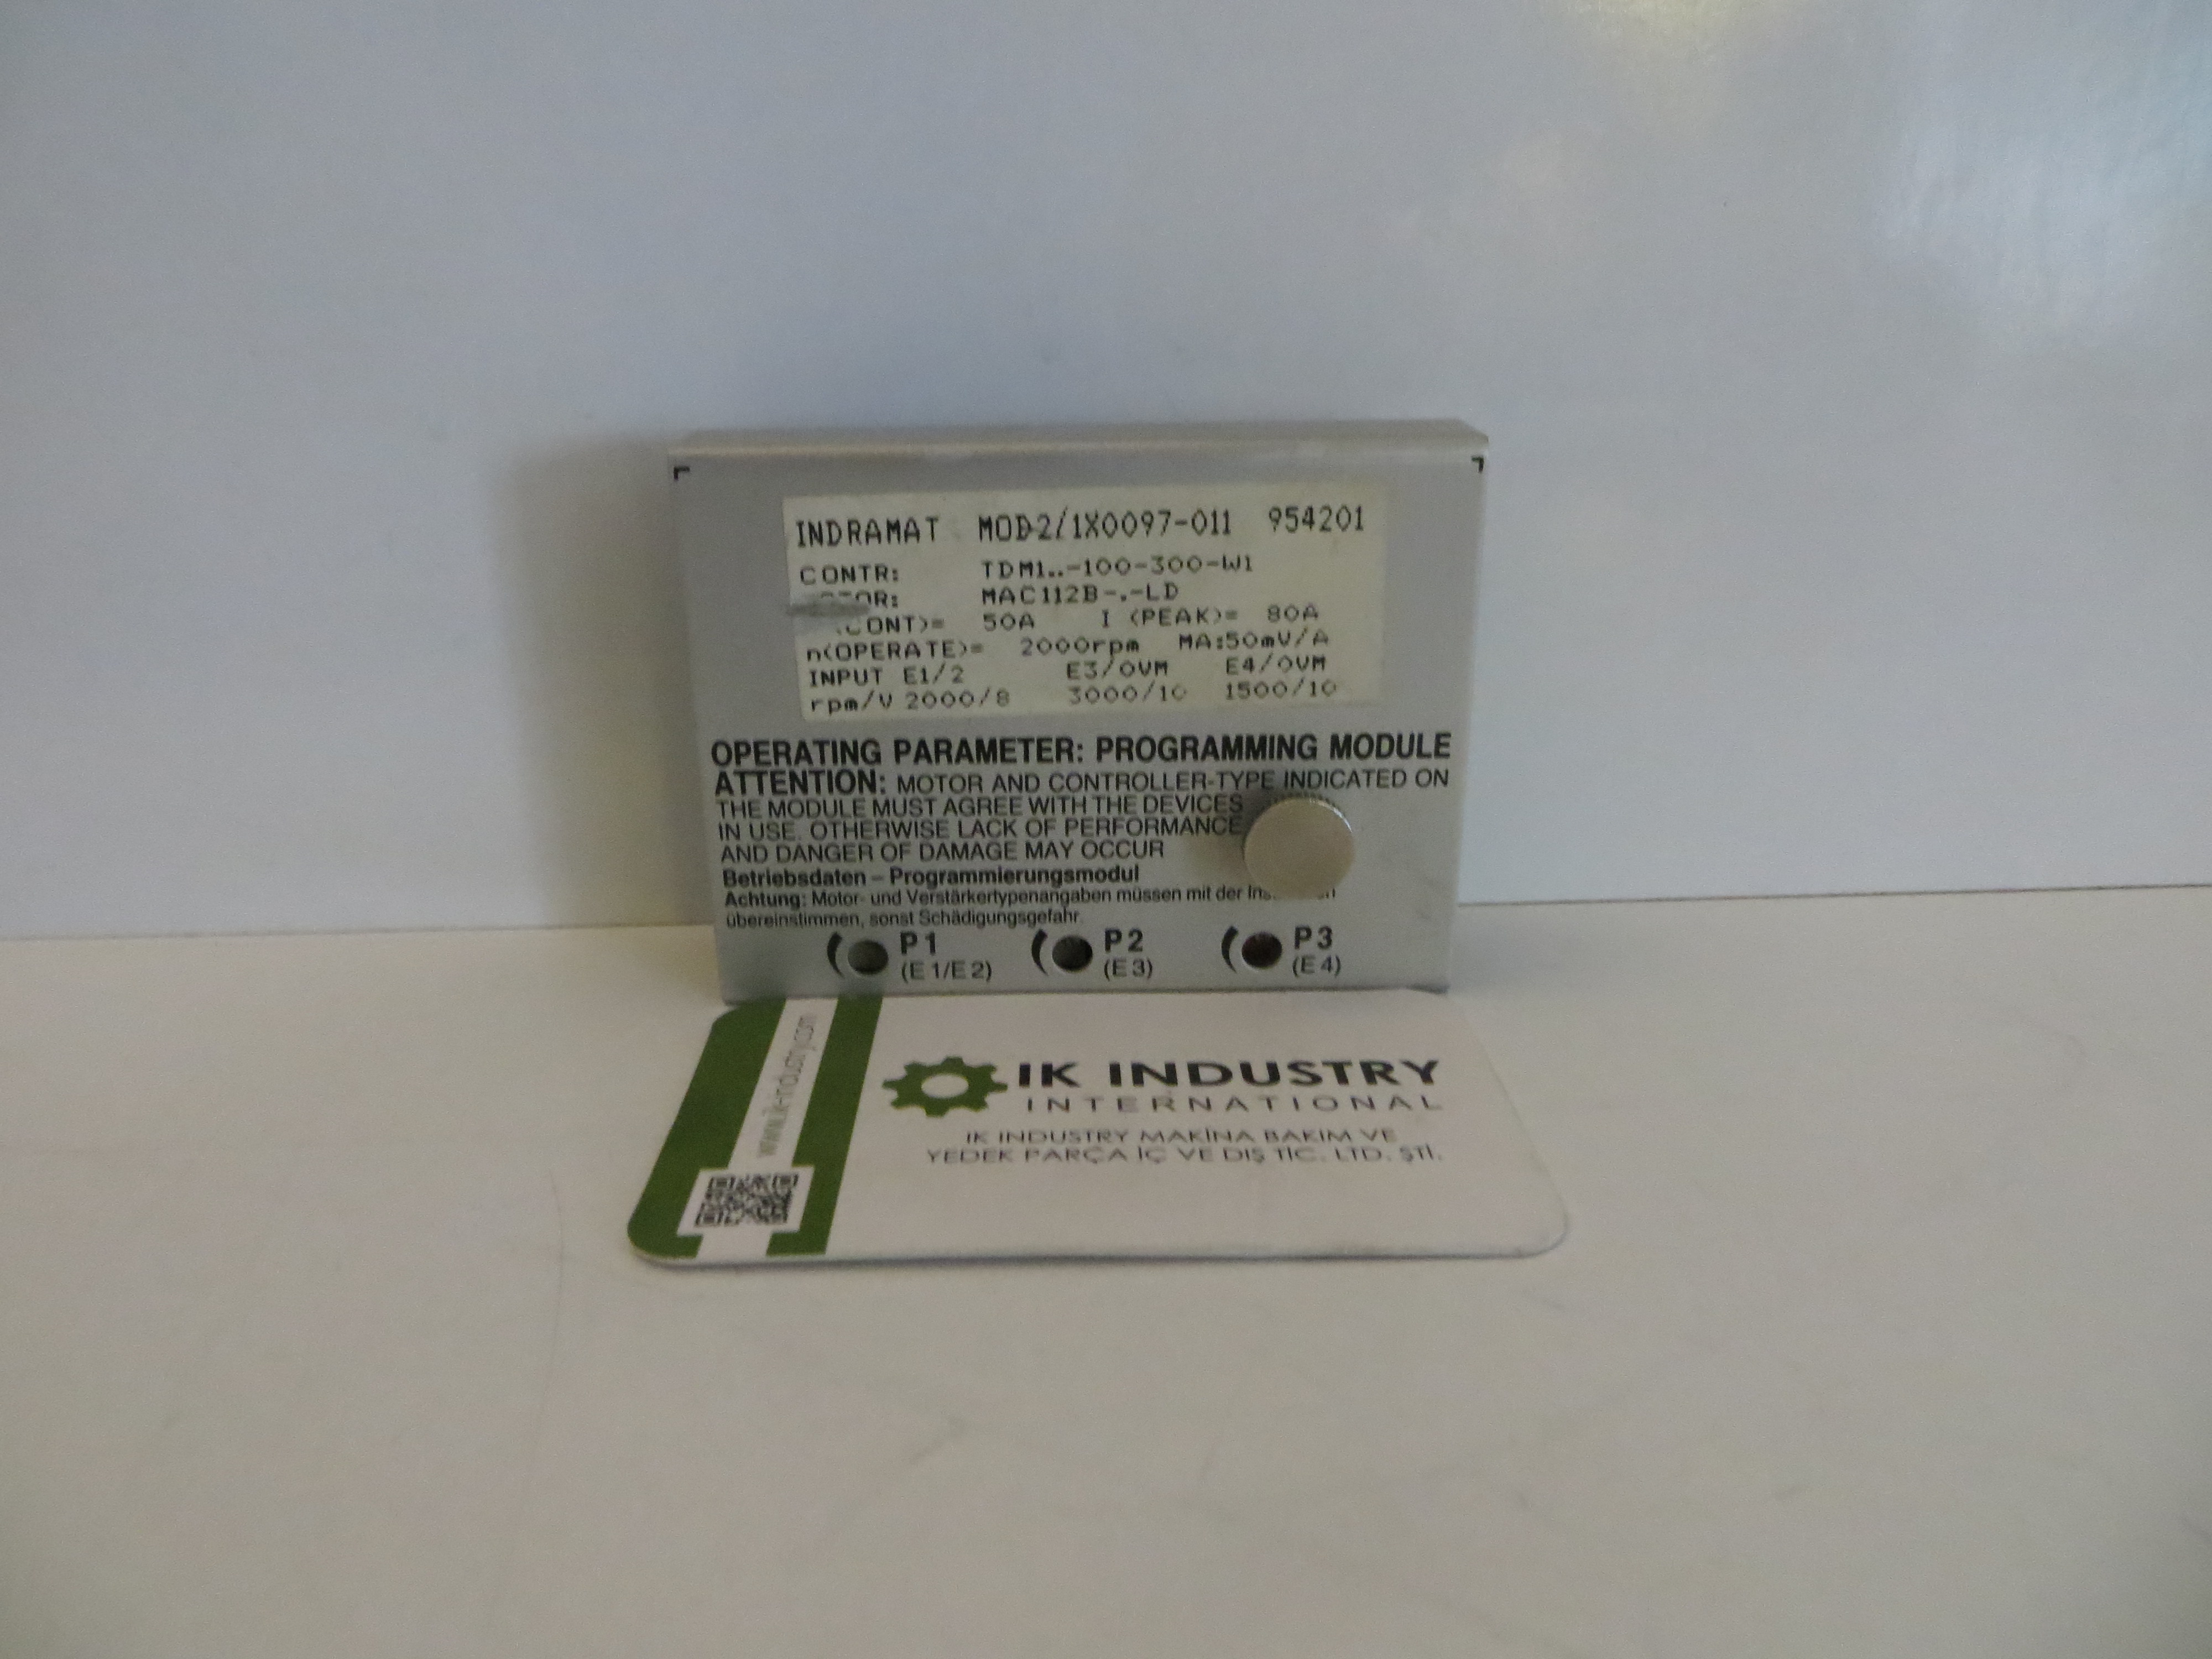 INDRAMAT MOD2/1X0097-011 954201
CONTR: TDM1..-100-300-W1
MAC112B-.-LD
(CONT)= 50A I (PEAK)= 80A
n(OPERATE)= 2000rpm MA:50mV/A
INPUT E1/2 E3/OVM E4/OVM
rpm/V 2000/8 3000/10 1500/10
OPERATING PARAMETER: PROGRAMMING MODULE
ATTENTION: MOTOR AND CONTROLLER-TYPE INDICATED ON
THE MODULE MUST AGREE WITH THE DEVICES
IN USE. OTHERWISE LACK OF PERFORMANCE
AND DANGER OF DAMAGE MAY OCCUR
Betriebsdaten – Programmierungsmodul
Achtung: Motor- und Verstärkertypenangaben müssen mit der
übereinstimmen, sonst Schädigungsgefahr.
P1 P2 P3
(E1/E2) (E3) (E4)
www.ik-industry.com
IK INDUSTRY
INTERNATIONAL
IK INDUSTRY MAKİNA BAKIM VE
YEDEK PARÇA İÇ VE DIŞ TİC. LTD. ŞTİ.